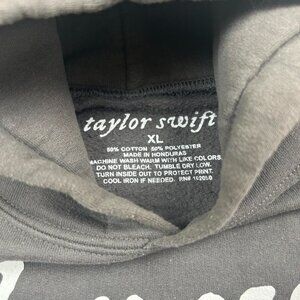 taylor swift
XL
50% COTTON 50% POLYESTER
MADE IN HONDURAS
MACHINE WASH WARM WITH LIKE COLORS
DO NOT BLEACH. TUMBLE DRY LOW.
TURN INSIDE OUT TO PROTECT PRINT.
COOL IRON IF NEEDED.